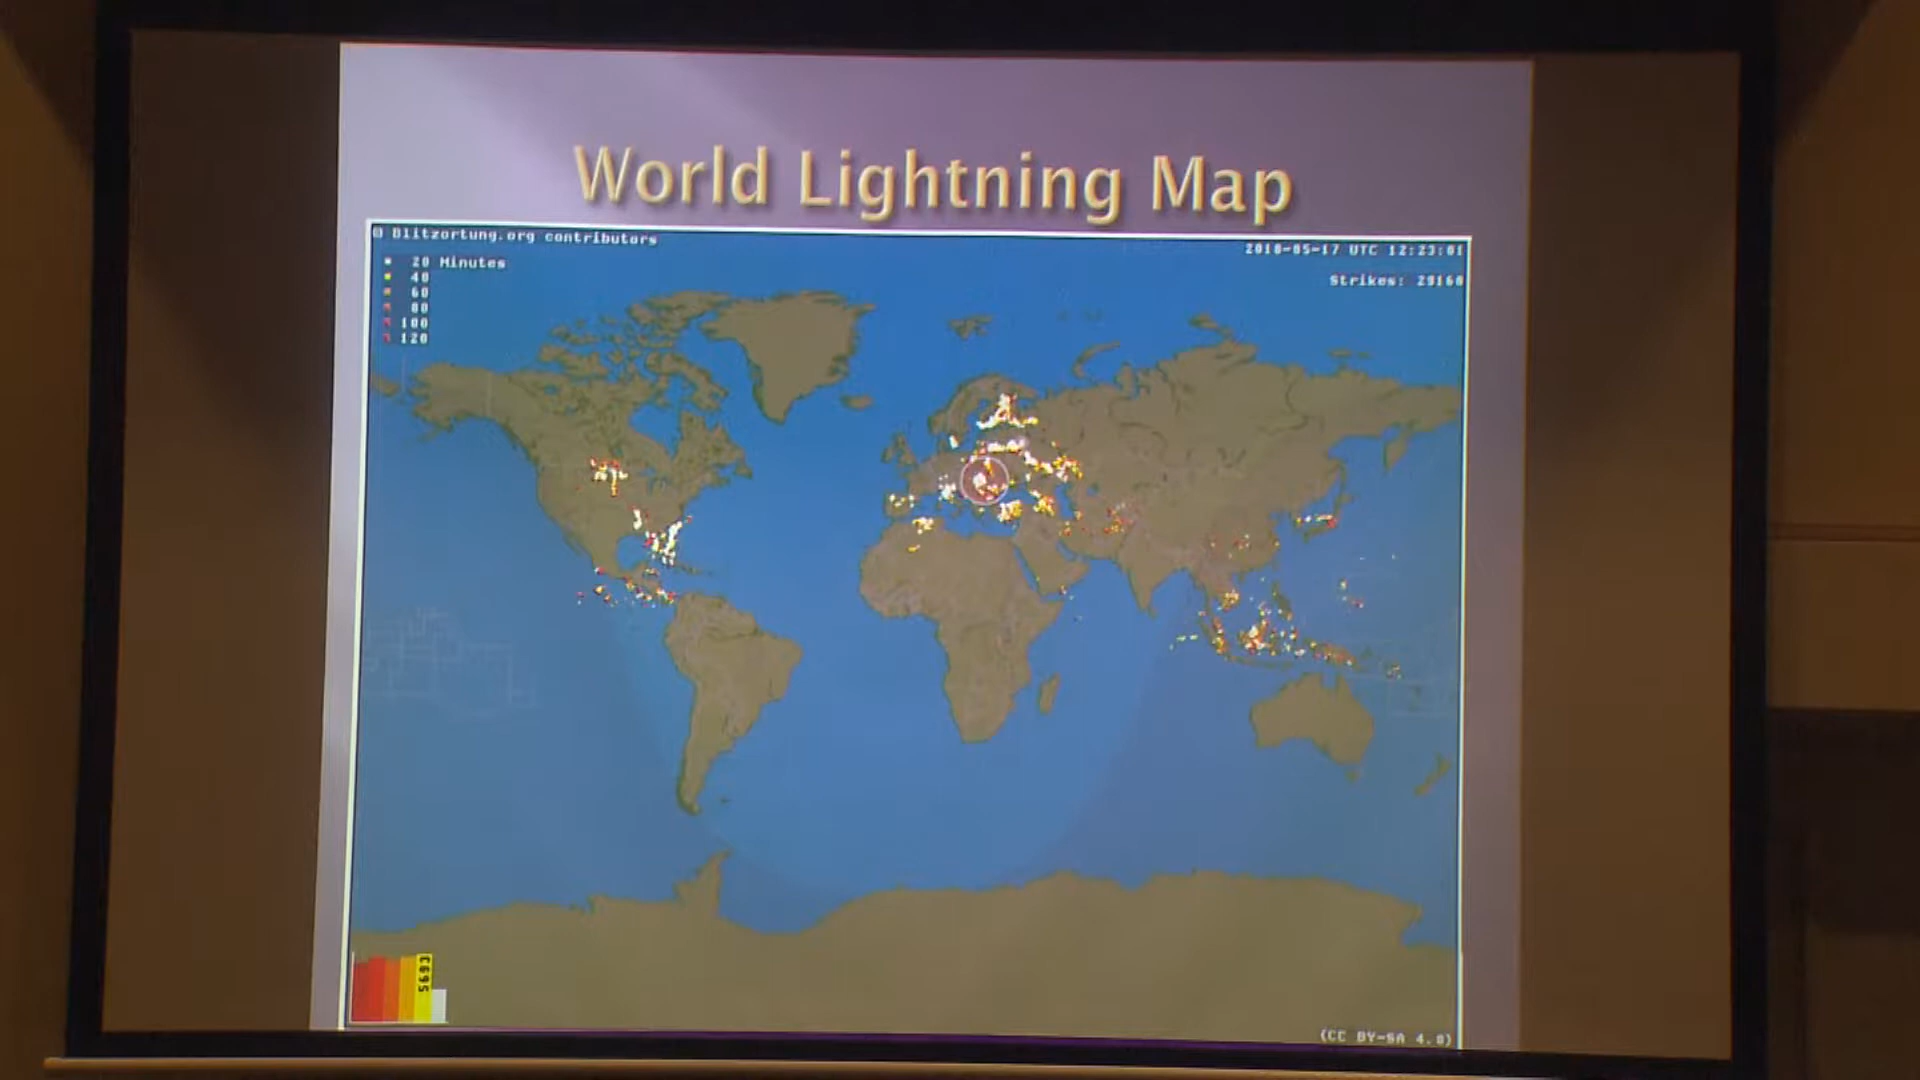 World Lightning Map
© Blitzortung.org contributors
2018-05-17 UTC 12:23:01
20 Minutes
Strikes: 29160
40
60
80
100
120
5693
(CC BY-SA 4.0)